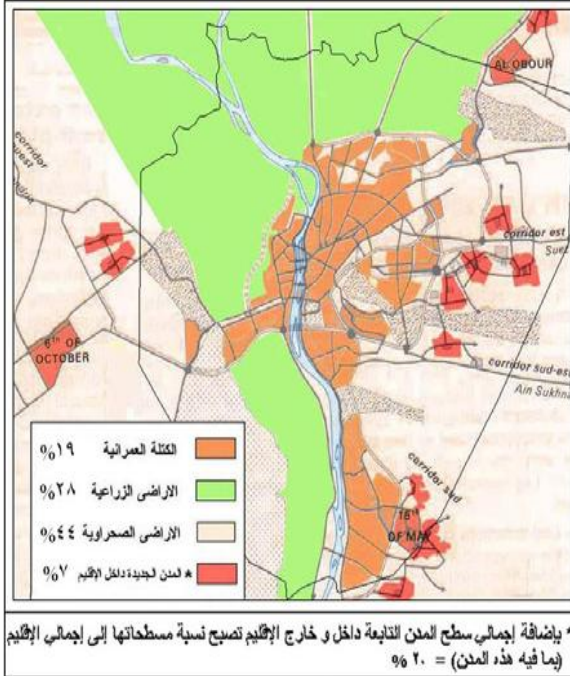 AL OBOUR
corridor
ouest
corridor est
Suez
6th OF
OCTOBER
corridor sud-est
Ain Sukhna
corridor sud
15th
OF MAY
الكتلة العمرانية ١٩%
الاراضى الزراعية ٢٨%
الاراضى الصحراوية ٤٤%
* المدن الجديدة داخل الإقليم ٧%
* بإضافة إجمالي سطح المدن التابعة داخل و خارج الإقليم تصبح نسبة مسطحاتها إلى إجمالي الإقليم
(بما فيه هذه المدن) = ٢٠ %